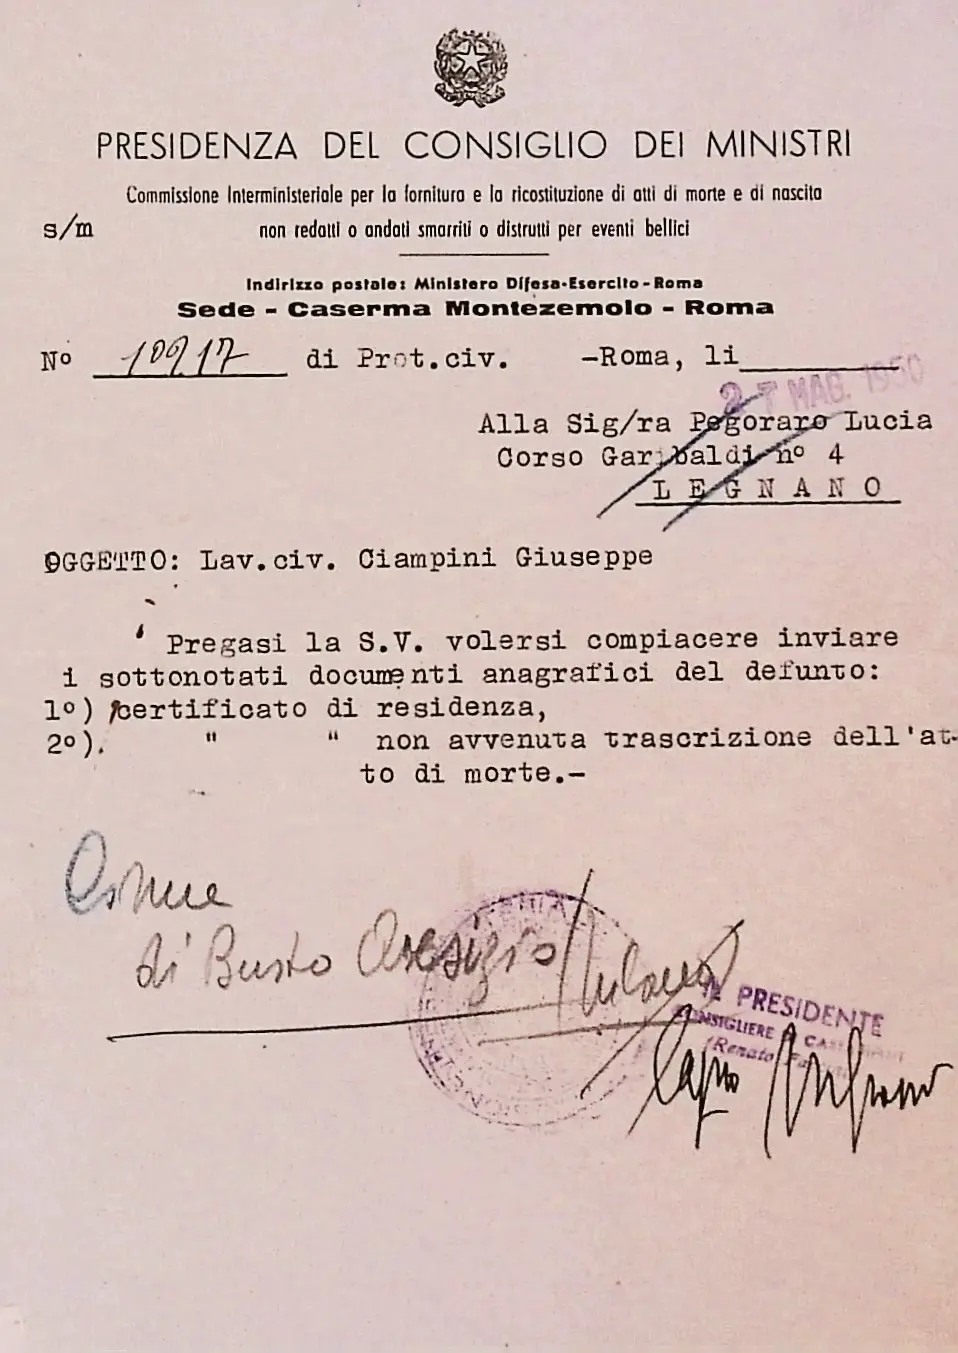 PRESIDENZA DEL CONSIGLIO DEI MINISTRI
Commissione Interministeriale per la fornitura e la ricostituzione di atti di morte e di nascita
s/m non redatti o andati smarriti o distrutti per eventi bellici
Indirizzo postale: Ministero Difesa-Esercito-Roma
Sede - Caserma Montezemolo - Roma
Nº 10917 di Prot.civ. -Roma, li
27 MAG. 1950
Alla Sig/ra Pegoraro Lucia
Corso Garibaldi nº 4
LEGNANO
OGGETTO: Lav.civ. Ciampini Giuseppe
Pregasi la S.V. volersi compiacere inviare
i sottonotati documenti anagrafici del defunto:
1º) certificato di residenza,
2º). " " non avvenuta trascrizione dell'at-
to di morte.-
Comune
di Busto Arsizio / Milano
IL PRESIDENTE
CONSIGLIERE
(Renato